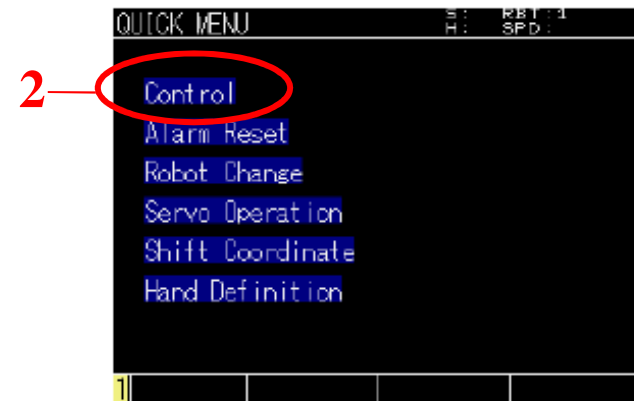 QUICK MENU S: RBT:1
H: SPD:
2
Control
Alarm Reset
Robot Change
Servo Operation
Shift Coordinate
Hand Definition
1